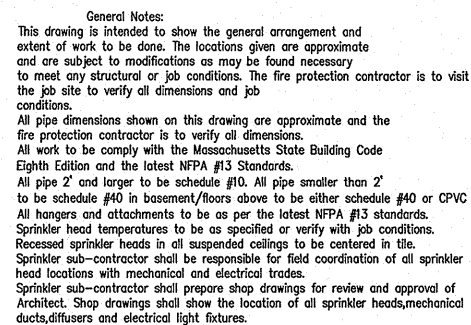 General Notes:
This drawing is intended to show the general arrangement and
extent of work to be done. The locations given are approximate
and are subject to modifications as may be found necessary
to meet any structural or job conditions. The fire protection contractor is to visit
the job site to verify all dimensions and job
conditions.
All pipe dimensions shown on this drawing are approximate and the
fire protection contractor is to verify all dimensions.
All work to be comply with the Massachusetts State Building Code
Eighth Edition and the latest NFPA #13 Standards.
All pipe 2" and larger to be schedule #10. All pipe smaller than 2"
to be schedule #40 in basement/floors above to be either schedule #40 or CPVC
All hangers and attachments to be as per the latest NFPA #13 standards.
Sprinkler head temperatures to be as specified or verify with job conditions.
Recessed sprinkler heads in all suspended ceilings to be centered in tile.
Sprinkler sub-contractor shall be responsible for field coordination of all sprinkler
head locations with mechanical and electrical trades.
Sprinkler sub-contractor shall prepare shop drawings for review and approval of
Architect. Shop drawings shall show the location of all sprinkler heads,mechanical
ducts,diffusers and electrical light fixtures.